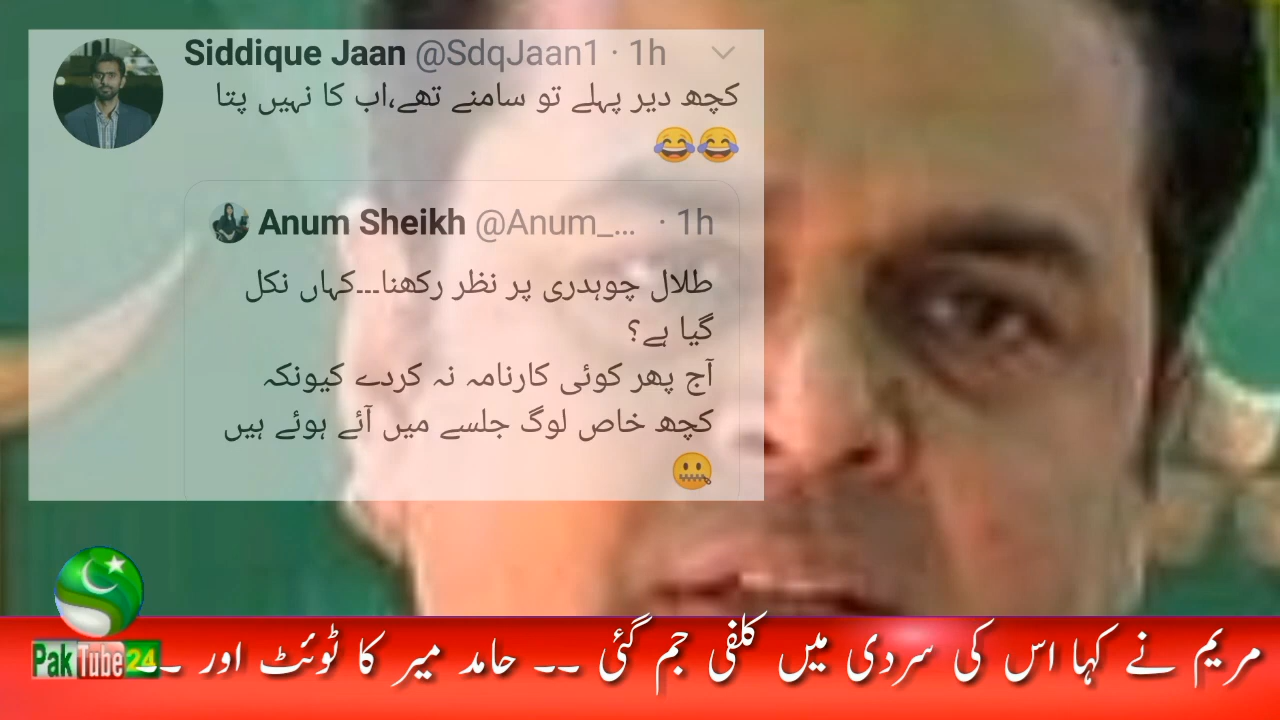 Siddique Jaan @SdqJaan1 · 1h
کچھ دیر پہلے تو سامنے تھے،اب کا نہیں پتا
😂😂
Anum Sheikh @Anum_... · 1h
طلال چوہدری پر نظر رکھنا۔۔۔کہاں نکل
گیا ہے؟
آج پھر کوئی کارنامہ نہ کردے کیونکہ
کچھ خاص لوگ جلسے میں آئے ہوئے ہیں
🤐
مریم نے کہا اس کی سردی میں کلفی جم گئی ۔۔ حامد میر کا ٹوئٹ اور ۔۔
Pak Tube 24